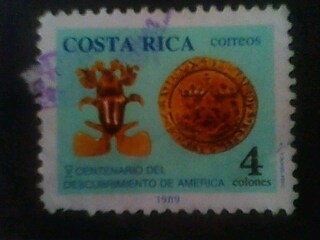 COSTA RICA correos
V CENTENARIO DEL
DESCUBRIMIENTO DE AMERICA
4
colones
1989